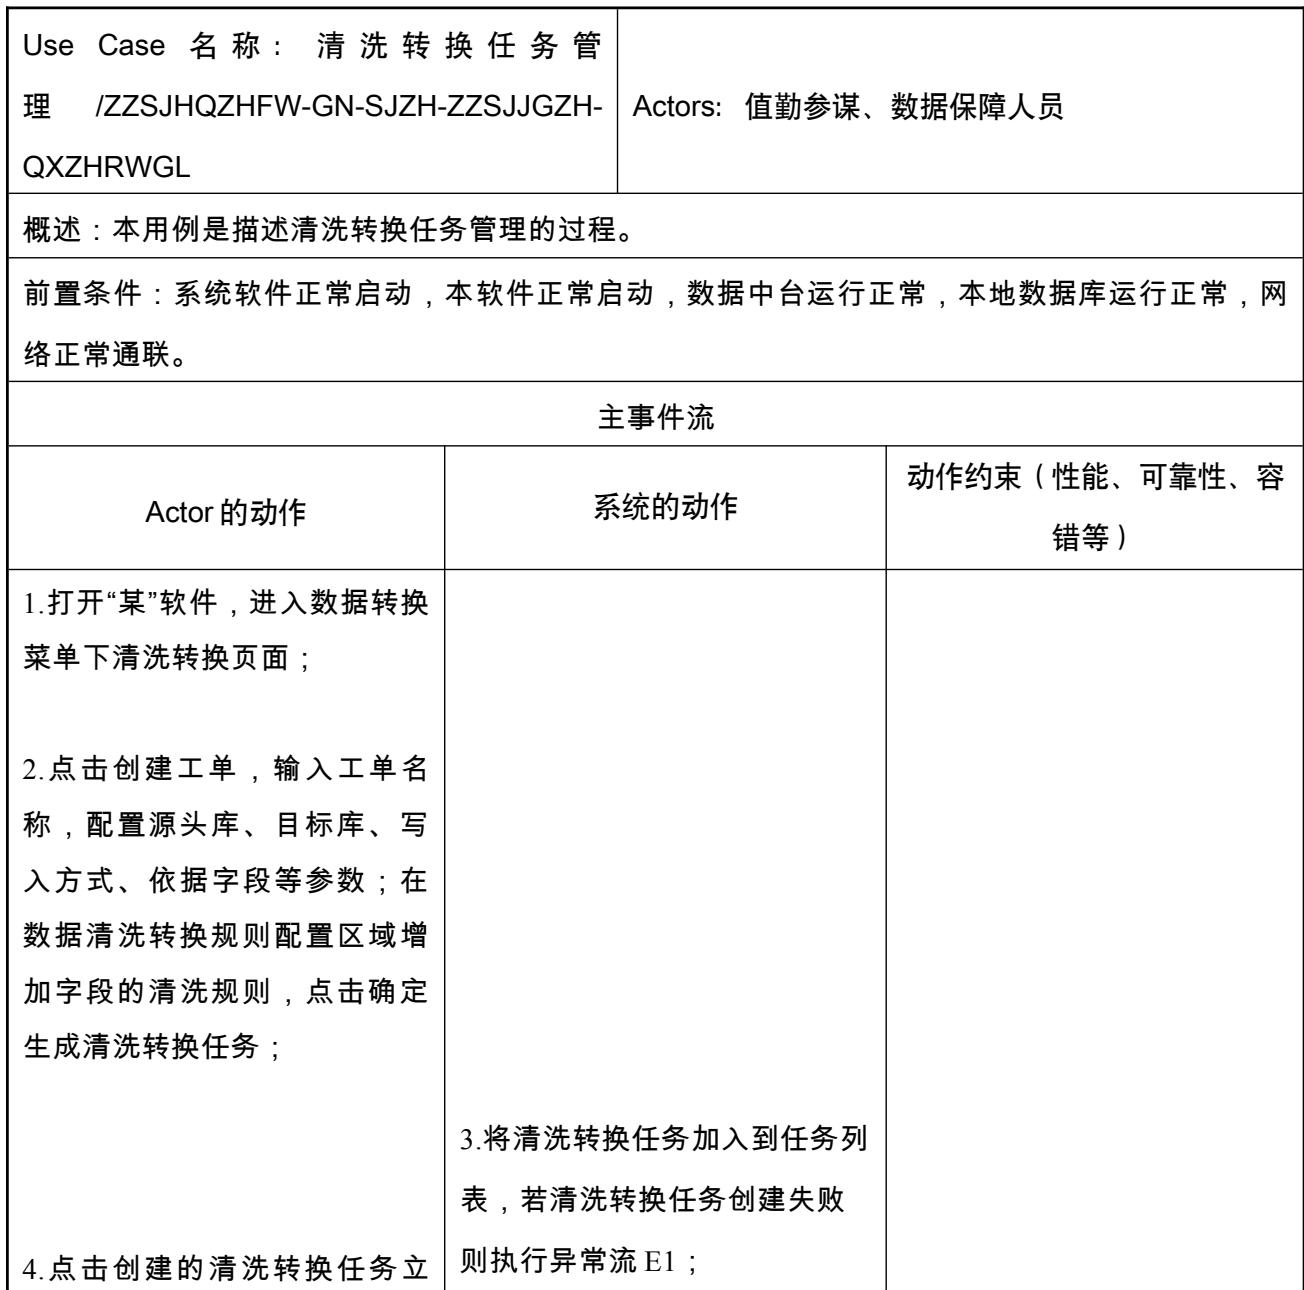 Use Case 名称：清洗转换任务管
理 /ZZSJHQZHFW-GN-SJZH-ZZSJJGZH-
QXZHRWGL
Actors: 值勤参谋、数据保障人员
概述：本用例是描述清洗转换任务管理的过程。
前置条件：系统软件正常启动，本软件正常启动，数据中台运行正常，本地数据库运行正常，网
络正常通联。
主事件流
Actor 的动作
系统的动作
动作约束（性能、可靠性、容
错等）
1.打开“某”软件，进入数据转换
菜单下清洗转换页面；
2.点击创建工单，输入工单名
称，配置源头库、目标库、写
入方式、依据字段等参数；在
数据清洗转换规则配置区域增
加字段的清洗规则，点击确定
生成清洗转换任务；
3.将清洗转换任务加入到任务列
表，若清洗转换任务创建失败
则执行异常流 E1；
4.点击创建的清洗转换任务立